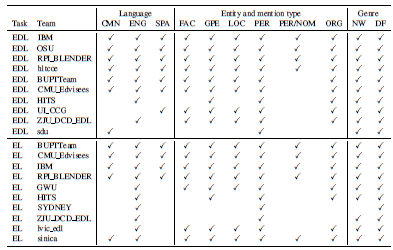 Language Entity and mention type Genre
Task Team CMN ENG SPA FAC GPE LOC PER PER/NOM ORG NW DF
EDL IBM ✓ ✓ ✓ ✓ ✓ ✓ ✓ ✓ ✓ ✓ ✓
EDL OSU ✓ ✓ ✓ ✓ ✓ ✓ ✓ ✓ ✓ ✓ ✓
EDL RPI_BLENDER ✓ ✓ ✓ ✓ ✓ ✓ ✓ ✓ ✓ ✓ ✓
EDL hltcoe ✓ ✓ ✓ ✓ ✓ ✓ ✓ ✓ ✓ ✓ ✓
EDL BUPTTeam ✓ ✓ ✓ ✓ ✓ ✓ ✓ ✓ ✓ ✓ ✓
EDL CMU_Edvisees ✓ ✓ ✓ ✓ ✓ ✓ ✓ ✓ ✓ ✓ ✓
EDL HITS ✓ ✓ ✓ ✓ ✓ ✓
EDL UI_CCG ✓ ✓ ✓ ✓ ✓ ✓ ✓ ✓
EDL ZJU_DCD_EDL ✓ ✓ ✓ ✓ ✓ ✓ ✓ ✓
EDL sdu ✓ ✓ ✓ ✓
EL BUPTTeam ✓ ✓ ✓ ✓ ✓ ✓ ✓ ✓ ✓ ✓ ✓
EL CMU_Edvisees ✓ ✓ ✓ ✓ ✓ ✓ ✓ ✓ ✓ ✓ ✓
EL IBM ✓ ✓ ✓ ✓ ✓ ✓ ✓ ✓ ✓ ✓ ✓
EL RPI_BLENDER ✓ ✓ ✓ ✓ ✓ ✓ ✓ ✓ ✓ ✓ ✓
EL GWU ✓ ✓ ✓ ✓ ✓ ✓ ✓
EL HITS ✓ ✓ ✓ ✓ ✓ ✓
EL SYDNEY ✓ ✓ ✓
EL ZJU_DCD_EDL ✓ ✓ ✓ ✓
EL lvic_edl ✓ ✓ ✓ ✓ ✓ ✓ ✓ ✓
EL sinica ✓ ✓ ✓ ✓ ✓ ✓ ✓ ✓ ✓ ✓